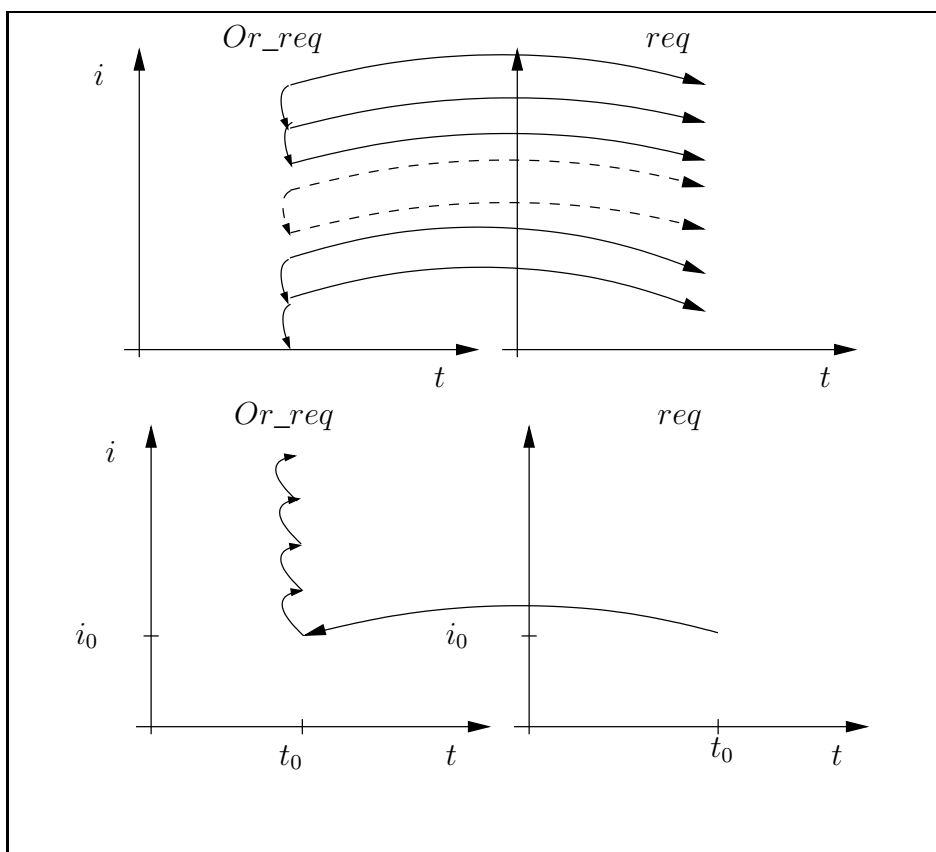 Or_req req
i
t t
Or_req req
i
i0 i0
t0 t t0 t